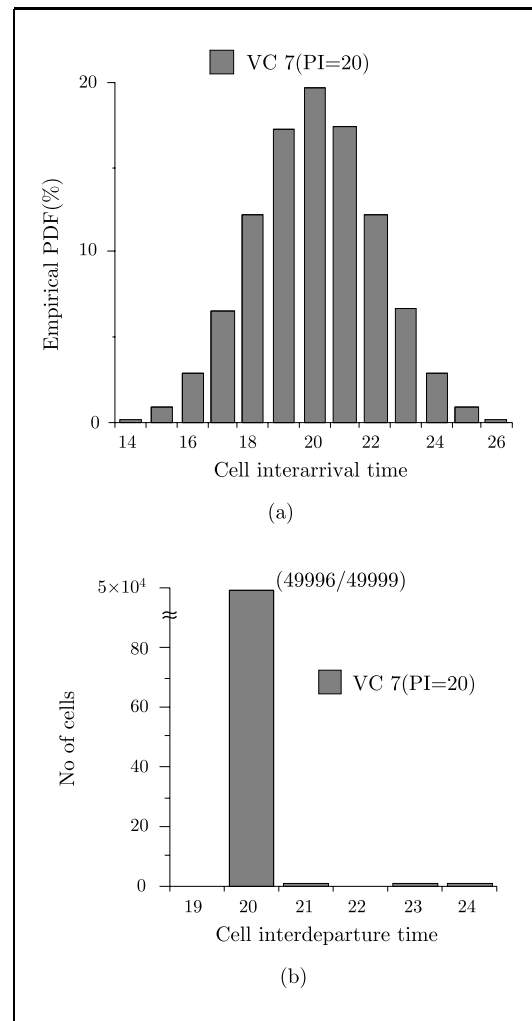 VC 7(PI=20)
20
10
0
Empirical PDF(%)
14 16 18 20 22 24 26
Cell interarrival time
(a)
(49996/49999)
5×10⁴
≈
80
60
40
20
0
VC 7(PI=20)
No of cells
19 20 21 22 23 24
Cell interdeparture time
(b)